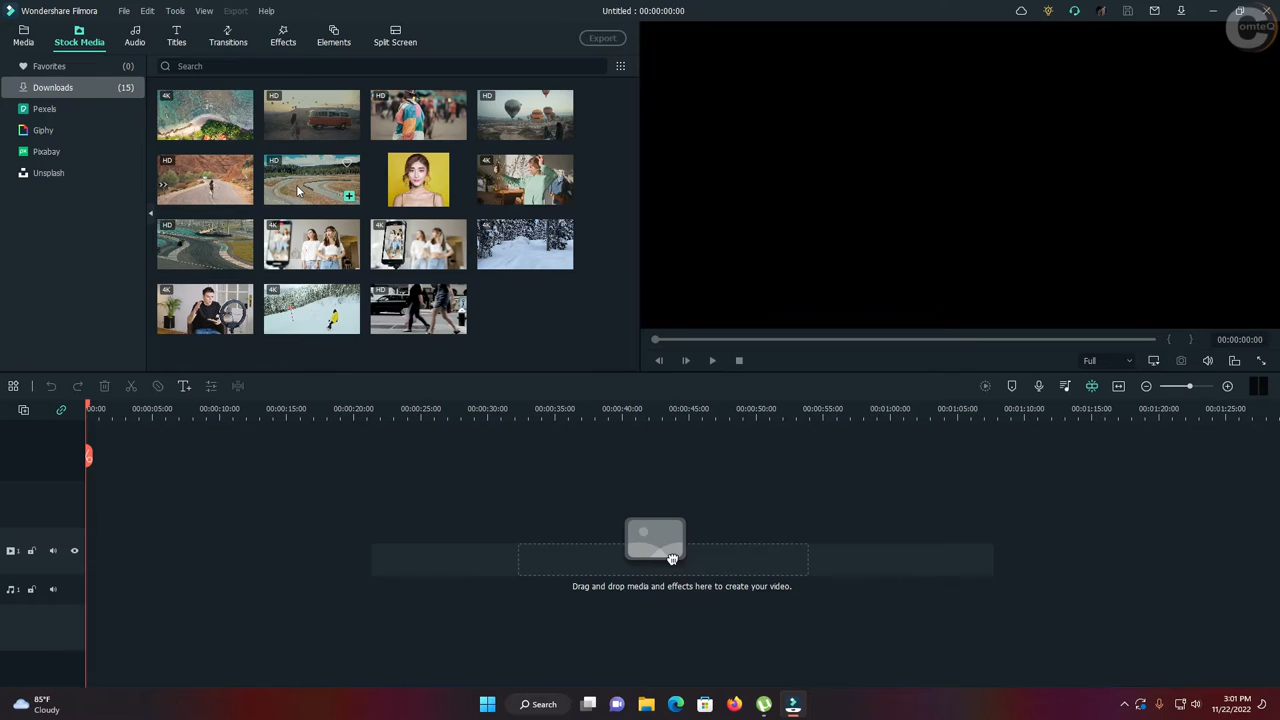 Wondershare Filmora File Edit Tools View Export Help Untitled : 00:00:00:00
Media Stock Media Audio Titles Transitions Effects Elements Split Screen Export
Favorites (0) Search
Downloads (15)
Pexels
Giphy
Pixabay
Unsplash
4K HD HD HD
HD HD 4K
HD 4K 4K 4K
4K 4K HD
00:00:00:00
Full
00:00 00:00:05:00 00:00:10:00 00:00:15:00 00:00:20:00 00:00:25:00 00:00:30:00 00:00:35:00 00:00:40:00 00:00:45:00 00:00:50:00 00:00:55:00 00:01:00:00 00:01:05:00 00:01:10:00 00:01:15:00 00:01:20:00 00:01:25:00
1
Drag and drop media and effects here to create your video.
1
85°F
Cloudy
Search
3:01 PM
11/22/2022
ComteQ